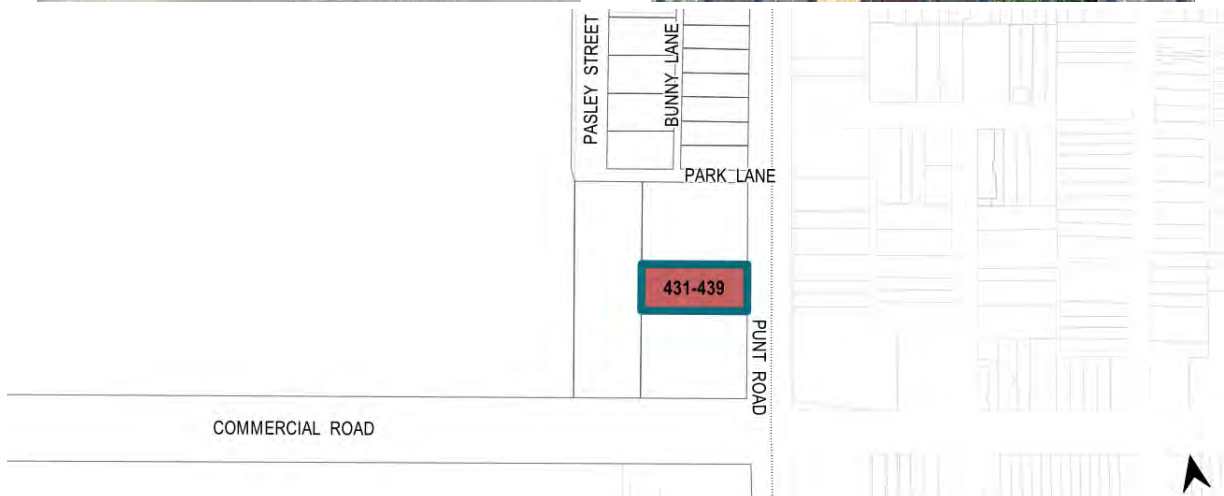 PASLEY STREET
BUNNY LANE
PARK LANE
431-439
PUNT ROAD
COMMERCIAL ROAD